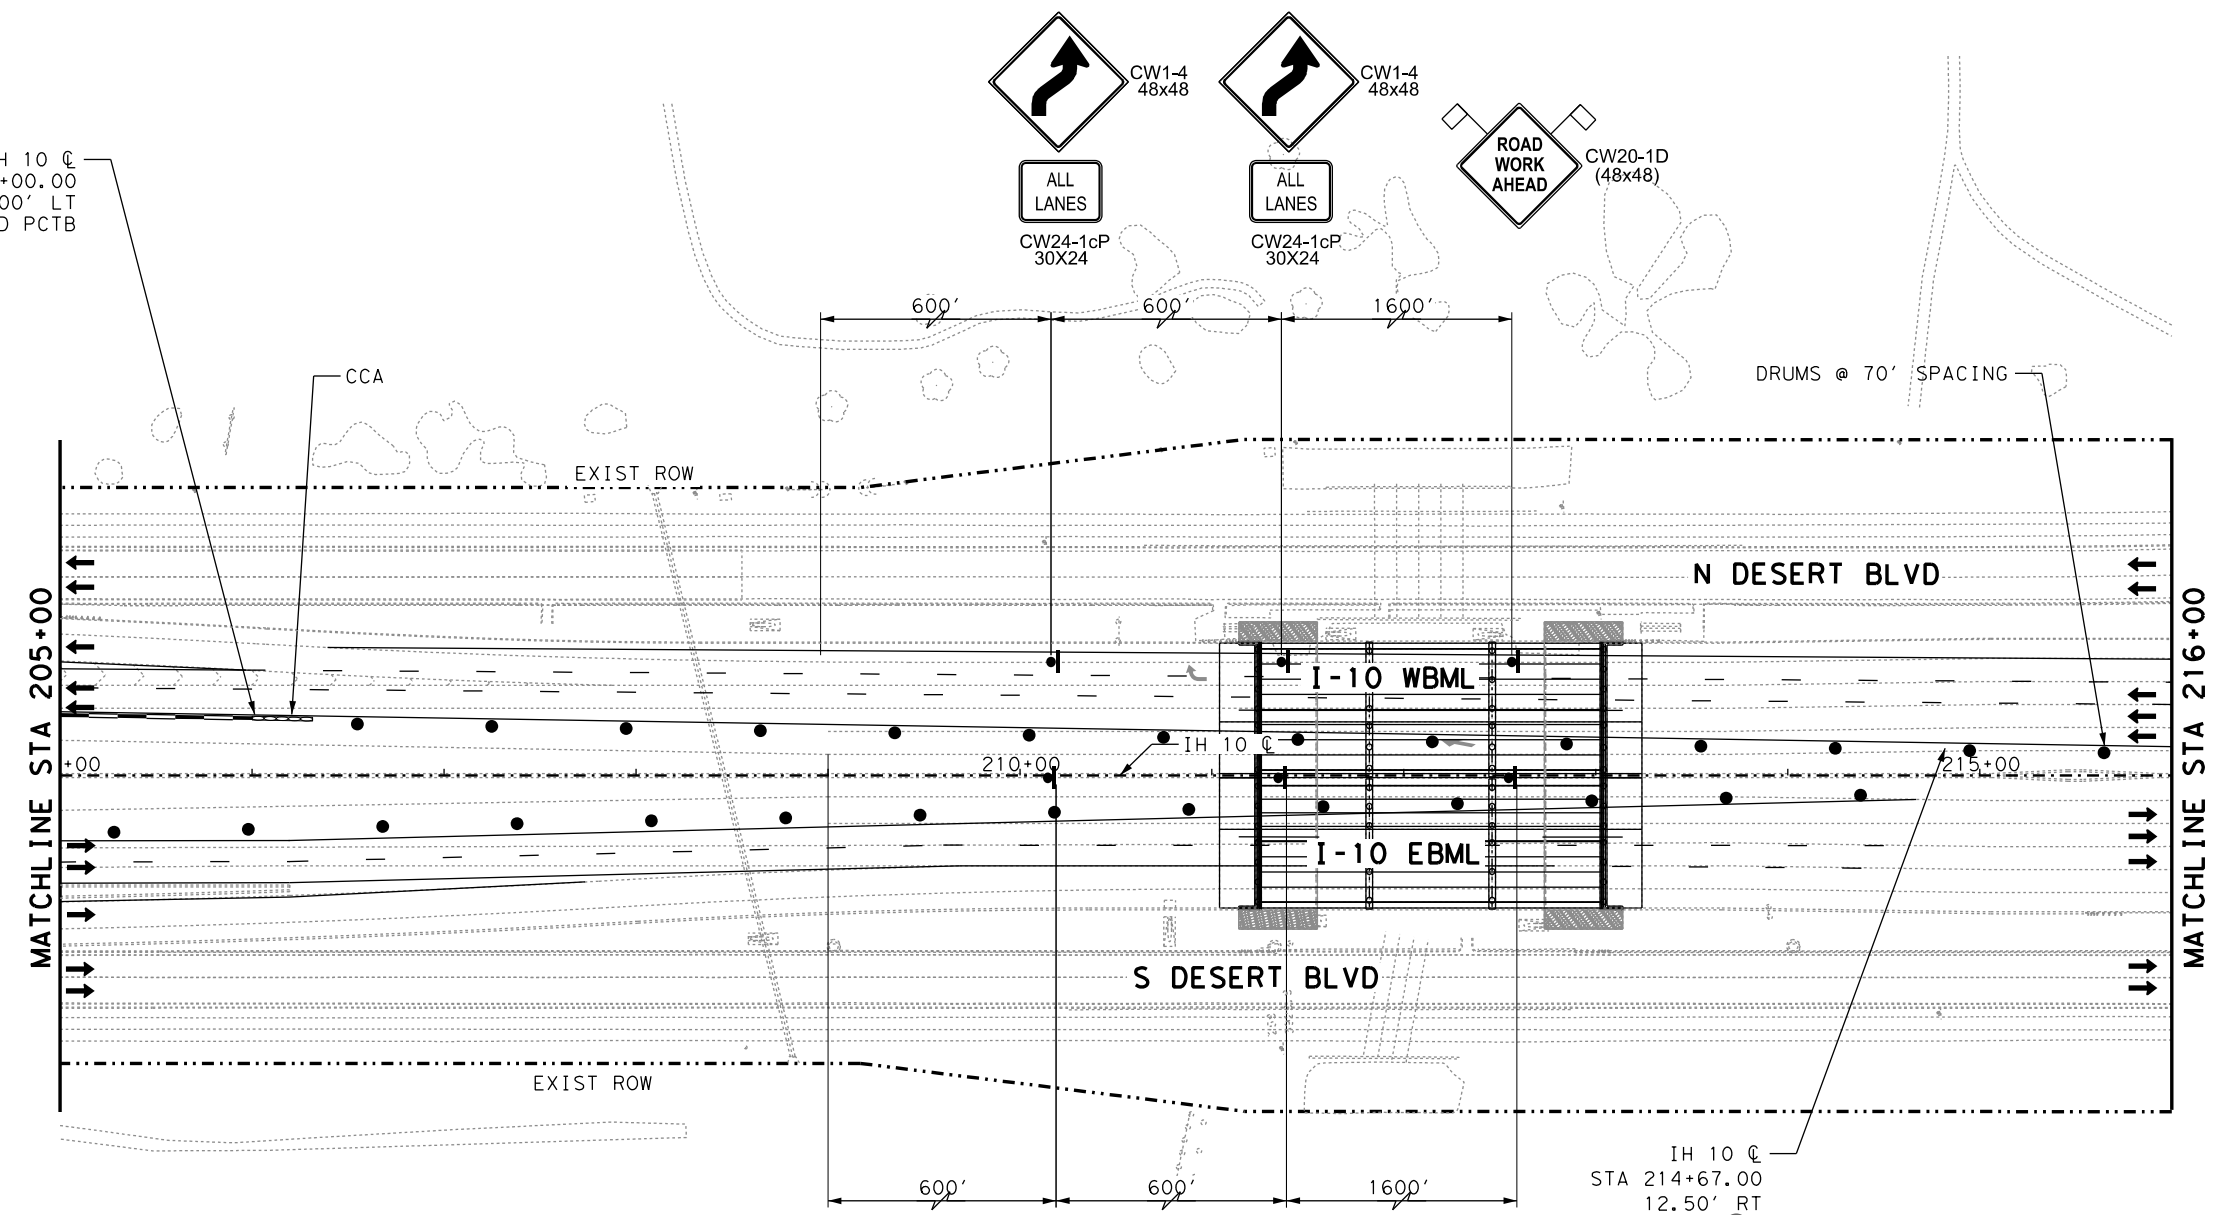 CW1-4
48x48
CW1-4
48x48
ROAD
WORK
AHEAD
CW20-1D
(48x48)
ALL
LANES
ALL
LANES
CW24-1cP
30X24
CW24-1cP
30X24
H 10 ℄
+00.00
00' LT
D PCTB
600'
600'
1600'
CCA
DRUMS @ 70' SPACING
EXIST ROW
N DESERT BLVD
MATCHLINE STA 205+00
MATCHLINE STA 216+00
I-10 WBML
IH 10 ℄
+00
210+00
215+00
I-10 EBML
S DESERT BLVD
EXIST ROW
IH 10 ℄
STA 214+67.00
12.50' RT
600'
600'
1600'